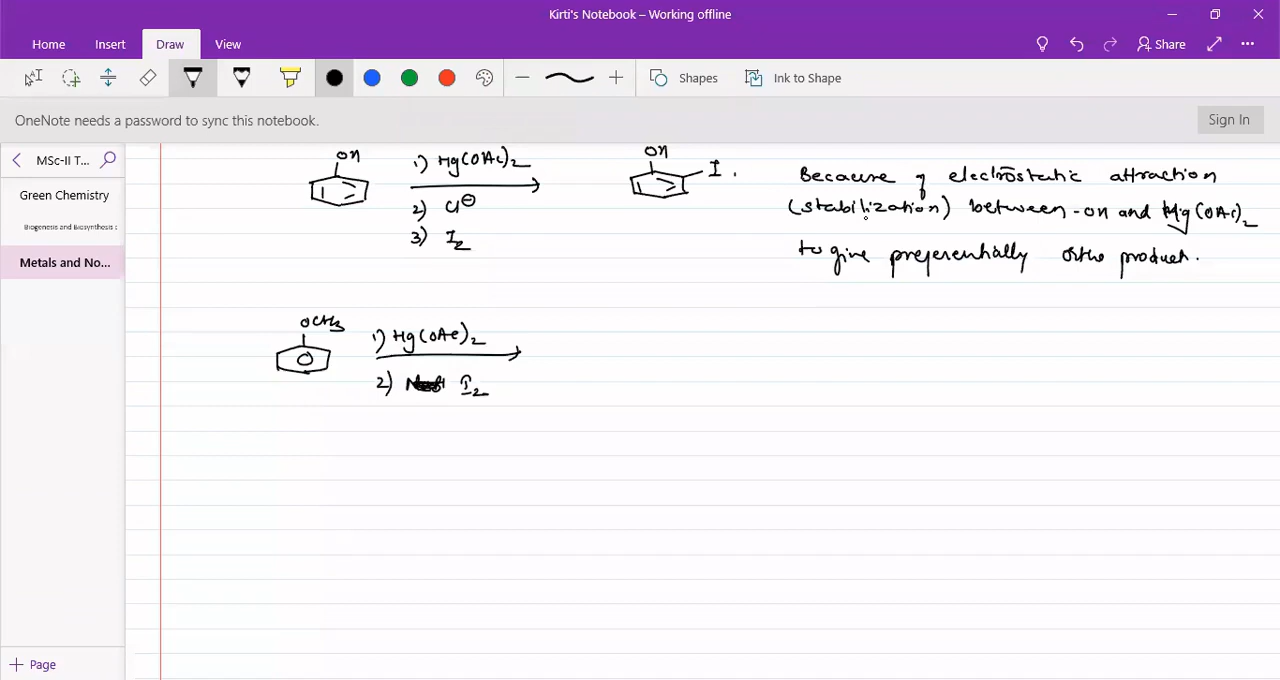 Kirti's Notebook – Working offline
Home Insert Draw View
Share
Shapes Ink to Shape
OneNote needs a password to sync this notebook. Sign In
MSc-II T...
Green Chemistry
Biogenesis and Biosynthesis :
Metals and No...
OH 1) Hg(OAc)2
2) Cl⊖
3) I2
OH I.
Because of electrostatic attraction
(stabilization) between -OH and Hg(OAc)2
to give preferentially ortho product.
OCH3 1) Hg(OAc)2
2) I2
+ Page